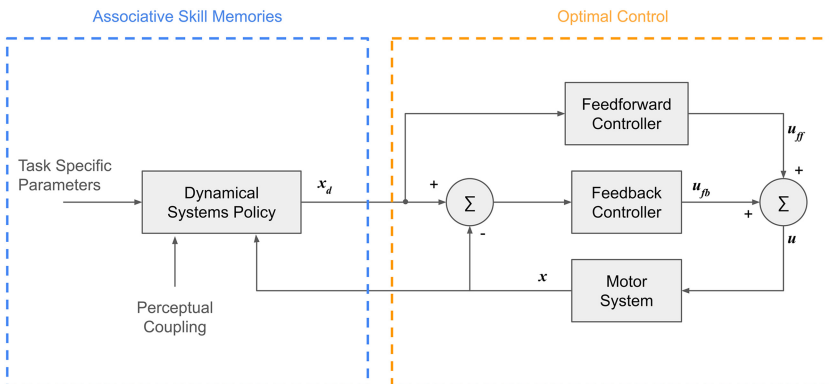 Associative Skill Memories
Optimal Control
Feedforward
Controller
u_ff
Task Specific
Parameters
Dynamical
Systems Policy
x_d
+
Σ
-
Feedback
Controller
u_fb
+
+
Σ
u
x
Motor
System
Perceptual
Coupling